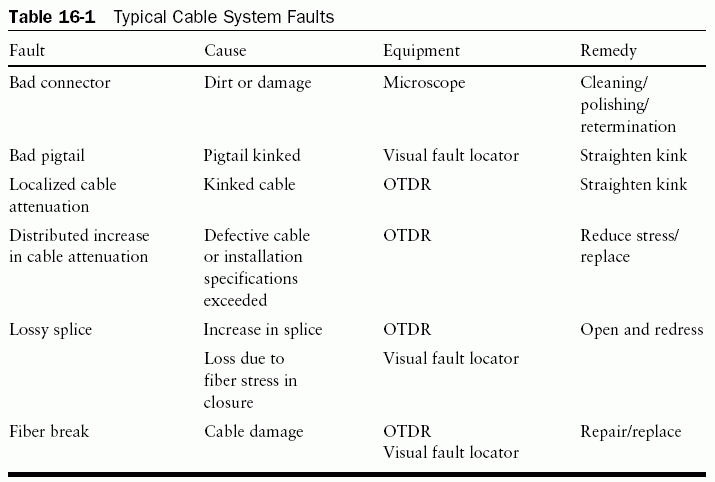 Table 16-1 Typical Cable System Faults
Fault Cause Equipment Remedy
Bad connector Dirt or damage Microscope Cleaning/
polishing/
retermination
Bad pigtail Pigtail kinked Visual fault locator Straighten kink
Localized cable Kinked cable OTDR Straighten kink
attenuation
Distributed increase Defective cable OTDR Reduce stress/
in cable attenuation or installation replace
specifications
exceeded
Lossy splice Increase in splice OTDR Open and redress
Loss due to Visual fault locator
fiber stress in
closure
Fiber break Cable damage OTDR Repair/replace
Visual fault locator